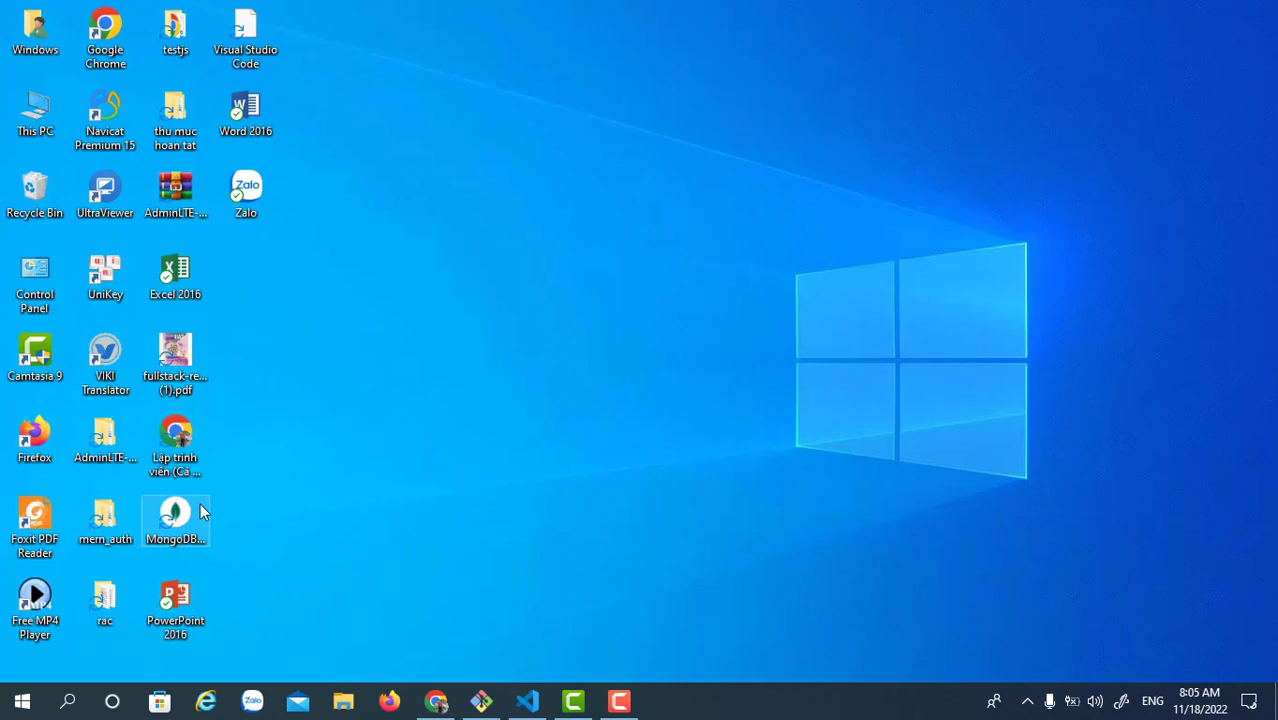 Windows
Google
Chrome
testjs
Visual Studio
Code
This PC
Navicat
Premium 15
thu muc
hoan tat
Word 2016
Recycle Bin
UltraViewer
AdminLTE-...
Zalo
Zalo
Control
Panel
UniKey
Excel 2016
Camtasia 9
VIKI
Translator
fullstack-re...
(1).pdf
Firefox
AdminLTE-...
Lập trình
viên (Cá ...
Foxit PDF
Reader
mern_auth
MongoDB...
Free MP4
Player
rac
PowerPoint
2016
Zalo
ENG
8:05 AM
11/18/2022